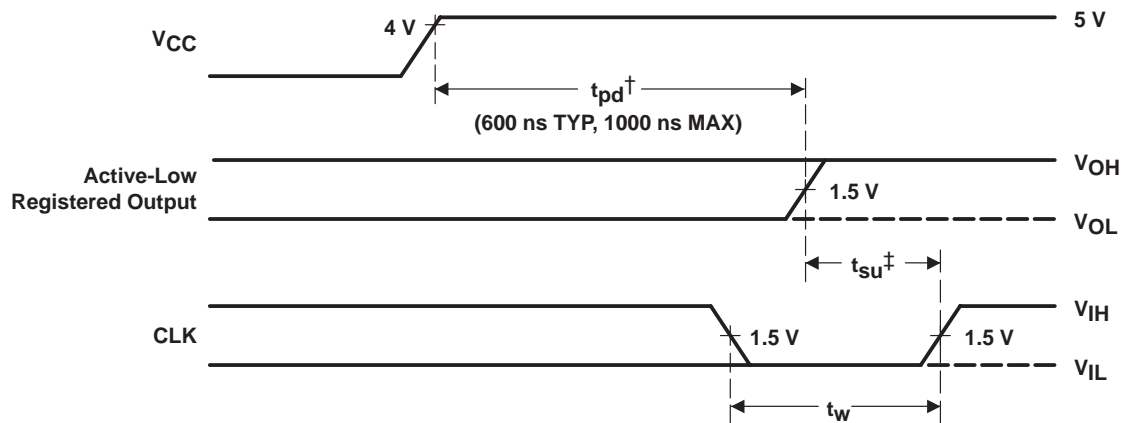 4 V
5 V
VCC
tpd†
(600 ns TYP, 1000 ns MAX)
Active-Low
Registered Output
VOH
1.5 V
VOL
tsu‡
CLK
VIH
1.5 V
1.5 V
VIL
tw